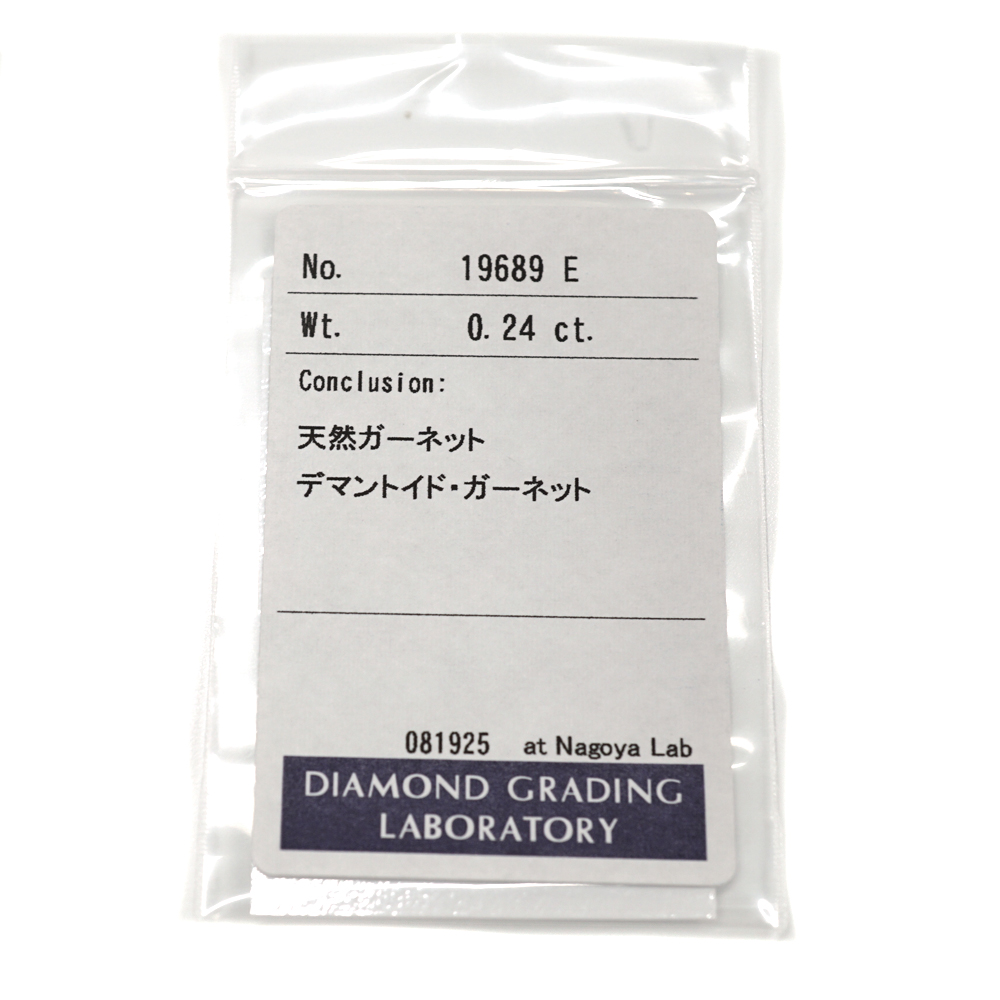 No. 19689 E
Wt. 0.24 ct.
Conclusion:
天然ガーネット
デマントイド・ガーネット
081925 at Nagoya Lab
DIAMOND GRADING
LABORATORY